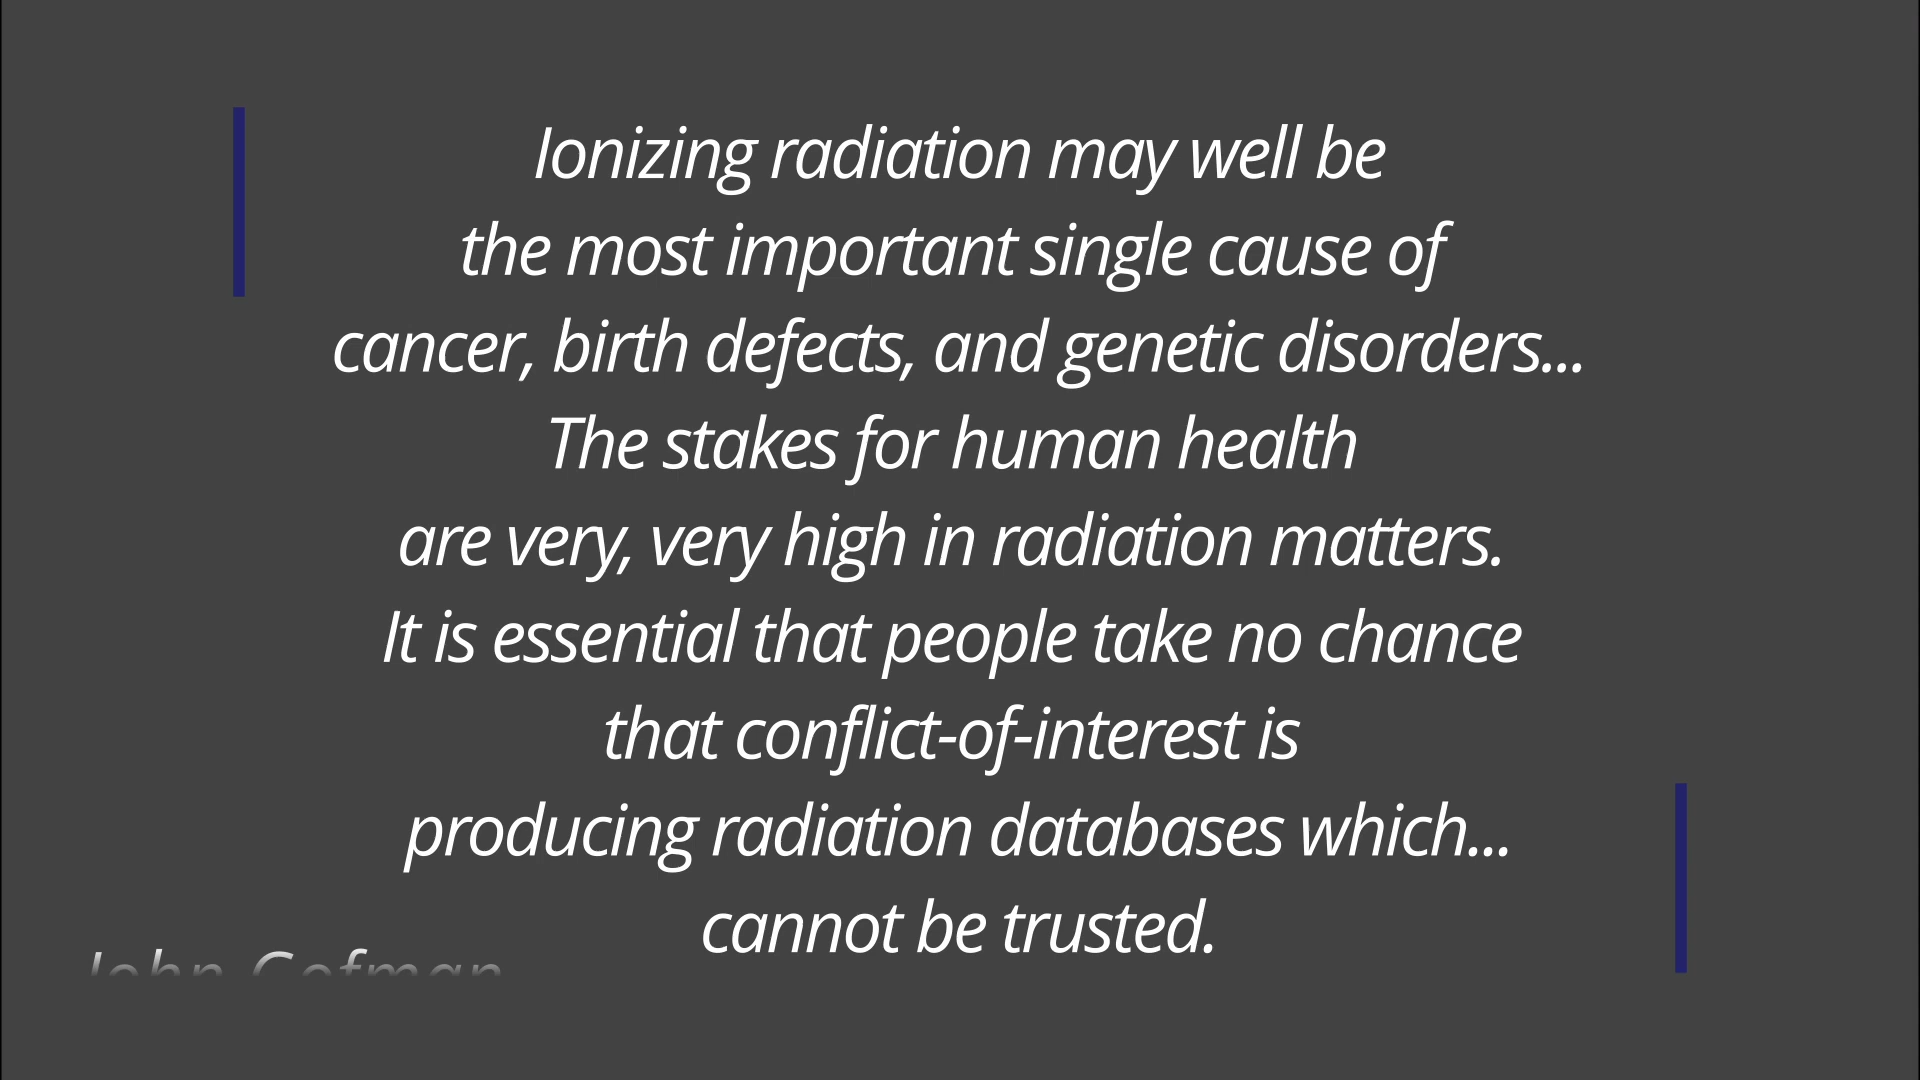 Ionizing radiation may well be
the most important single cause of
cancer, birth defects, and genetic disorders...
The stakes for human health
are very, very high in radiation matters.
It is essential that people take no chance
that conflict-of-interest is
producing radiation databases which...
cannot be trusted.
John Gofman